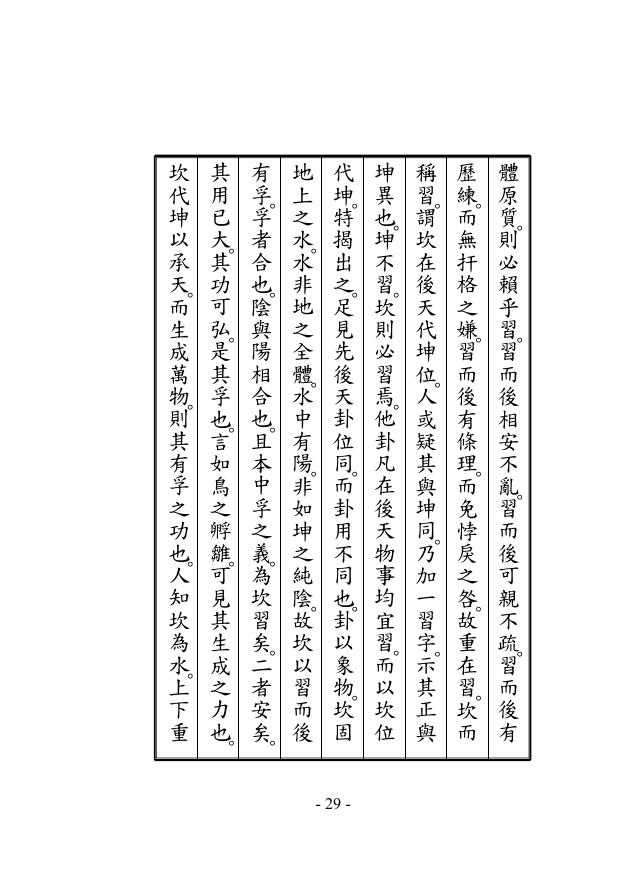 體原質。則必賴乎習。習而後相安不亂。習而後可親不疏。習而後有
歷練。而無扞格之嫌。習而後有條理。而免悖戾之咎。故重在習。坎而
稱習。謂坎在後天代坤位。人或疑其與坤同。乃加一習字。示其正與
坤異也。坤不習。坎則必習焉。他卦凡在後天物事均宜習。而以坎位
代坤。特揭出之。足見先後天卦位同。而卦用不同也。卦以象物。坎固
地上之水。水非地之全體。水中有陽。非如坤之純陰。故坎以習而後
有孚。孚者合也。陰與陽相合也。且本中孚之義。為坎習矣。二者安矣。
其用已大。其功可弘。是其孚也。言如鳥之孵雛。可見其生成之力也。
坎代坤以承天。而生成萬物。則其有孚之功也。人知坎為水。上下重
- 29 -